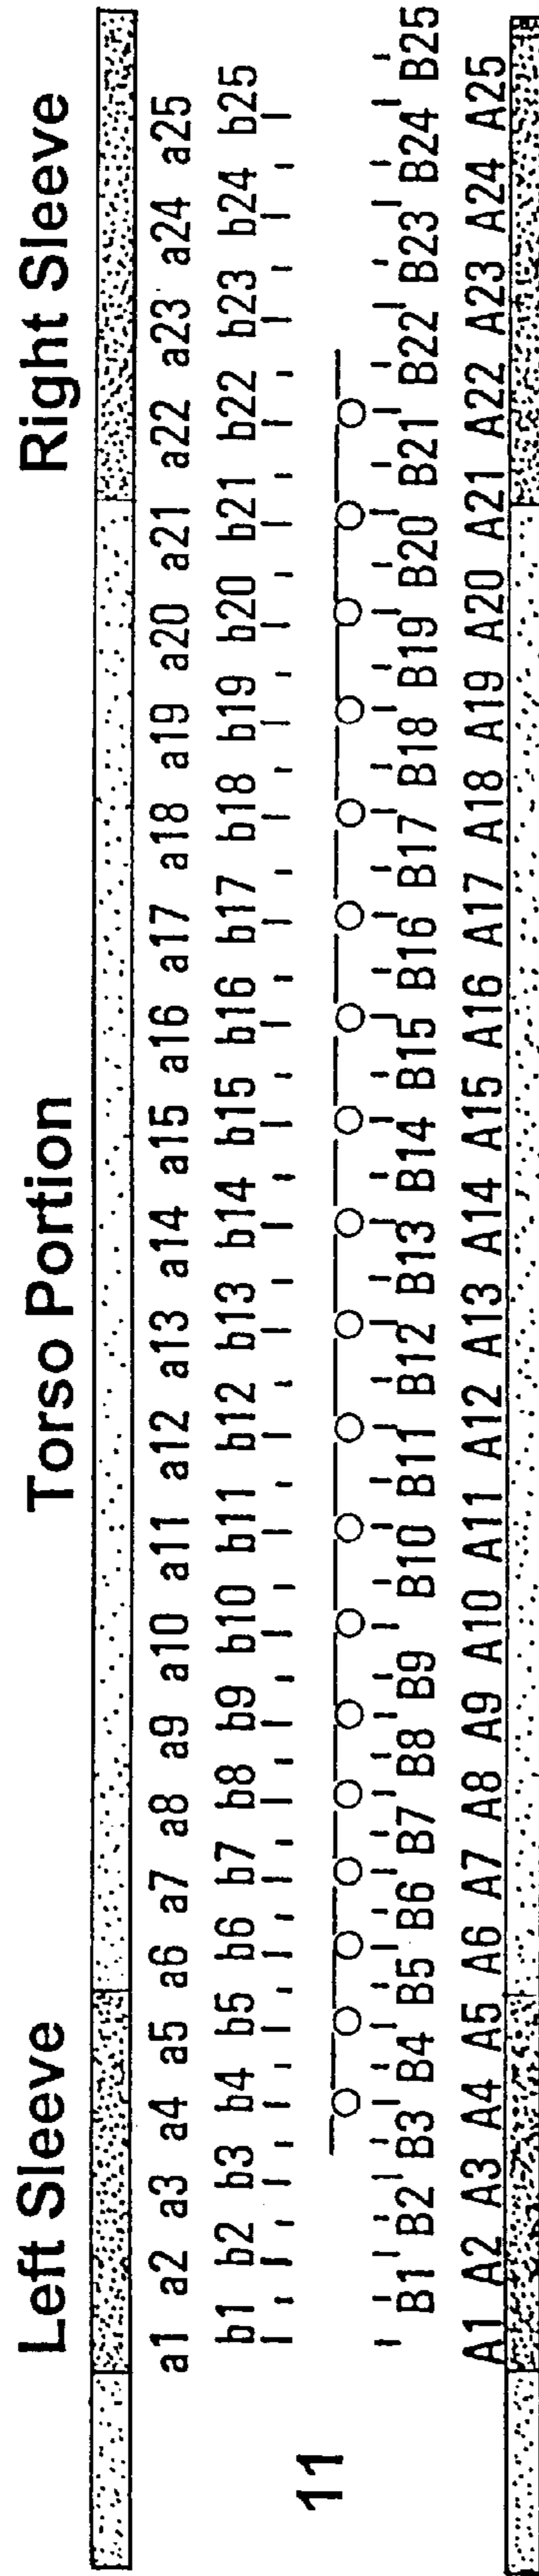 Left Sleeve Torso Portion Right Sleeve
a1 a2 a3 a4 a5 a6 a7 a8 a9 a10 a11 a12 a13 a14 a15 a16 a17 a18 a19 a20 a21 a22 a23 a24 a25
b1 b2 b3 b4 b5 b6 b7 b8 b9 b10 b11 b12 b13 b14 b15 b16 b17 b18 b19 b20 b21 b22 b23 b24 b25
11
B1 B2 B3 B4 B5 B6 B7 B8 B9 B10 B11 B12 B13 B14 B15 B16 B17 B18 B19 B20 B21 B22 B23 B24 B25
A1 A2 A3 A4 A5 A6 A7 A8 A9 A10 A11 A12 A13 A14 A15 A16 A17 A18 A19 A20 A21 A22 A23 A24 A25